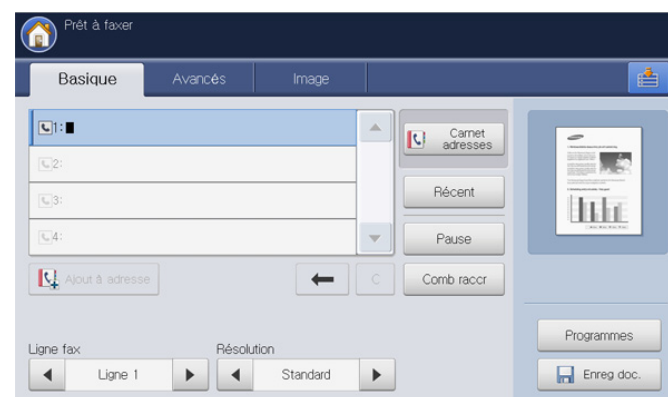 Prêt à faxer
Basique
Avancés
Image
1:
2:
3:
4:
Carnet
adresses
Récent
Pause
Comb raccr
Ajout à adresse
C
Ligne fax
Ligne 1
Résolution
Standard
Programmes
Enreg doc.